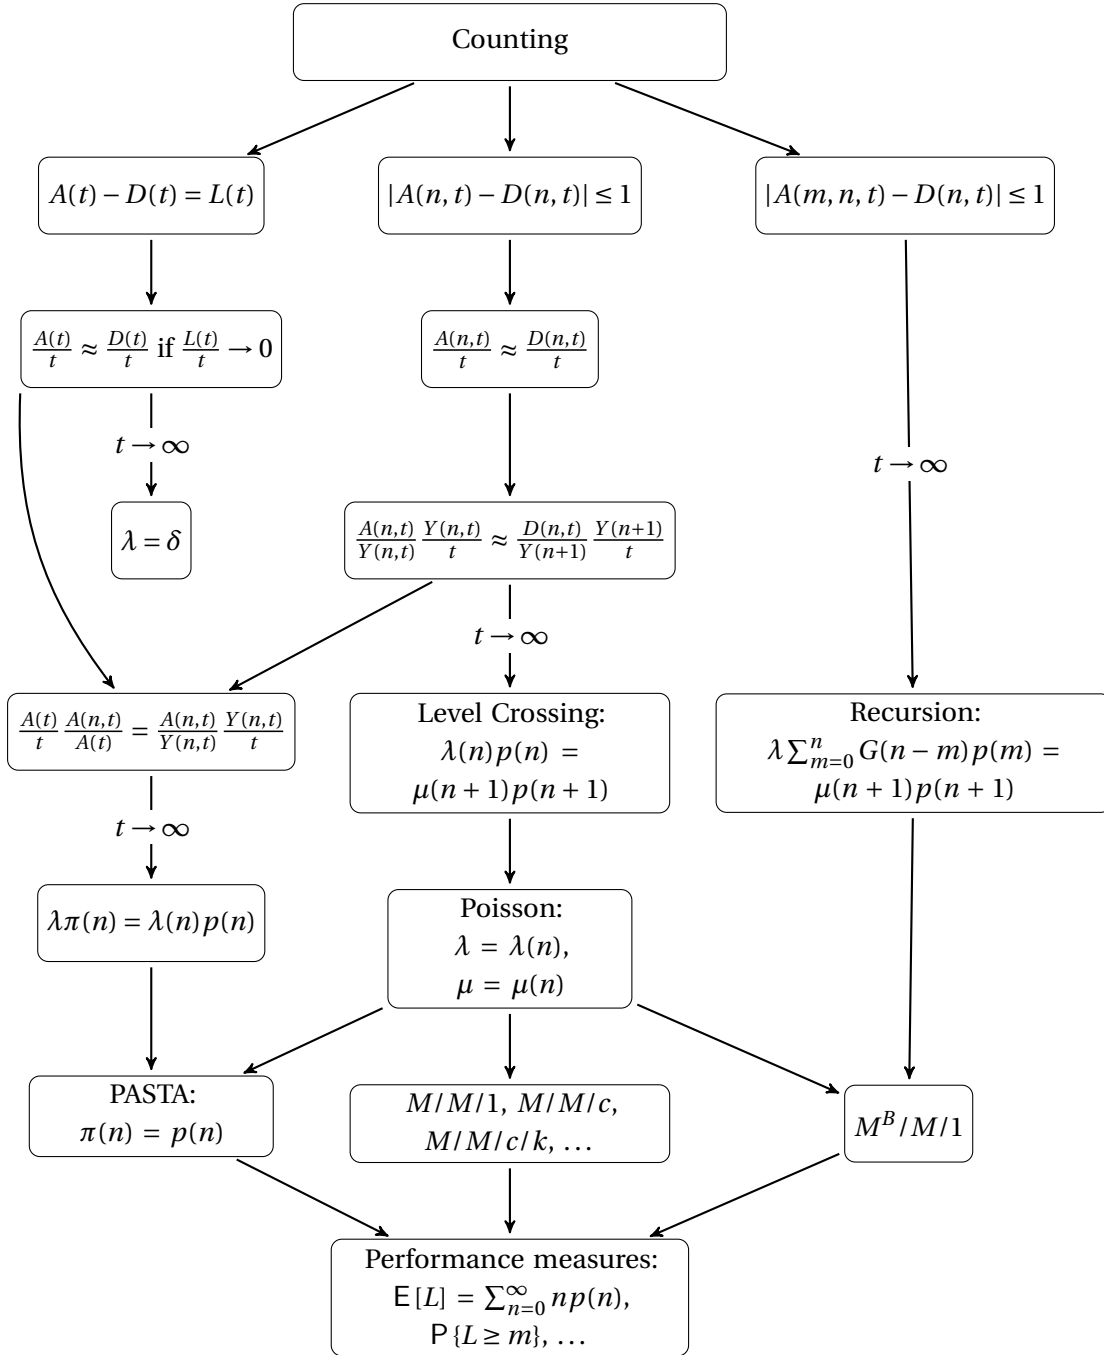 Counting
A(t) − D(t) = L(t)
|A(n, t) − D(n, t)| ≤ 1
|A(m, n, t) − D(n, t)| ≤ 1
A(t)/t ≈ D(t)/t if L(t)/t → 0
A(n,t)/t ≈ D(n,t)/t
t → ∞
t → ∞
λ = δ
A(n,t)/Y(n,t) Y(n,t)/t ≈ D(n,t)/Y(n+1) Y(n+1)/t
t → ∞
A(t)/t A(n,t)/A(t) = A(n,t)/Y(n,t) Y(n,t)/t
Level Crossing:
λ(n)p(n) =
μ(n + 1)p(n + 1)
Recursion:
λ ∑_{m=0}^{n} G(n − m)p(m) =
μ(n + 1)p(n + 1)
t → ∞
λπ(n) = λ(n)p(n)
Poisson:
λ = λ(n),
μ = μ(n)
PASTA:
π(n) = p(n)
M/M/1, M/M/c,
M/M/c/k, …
M^B/M/1
Performance measures:
E[L] = ∑_{n=0}^{∞} np(n),
P{L ≥ m}, …